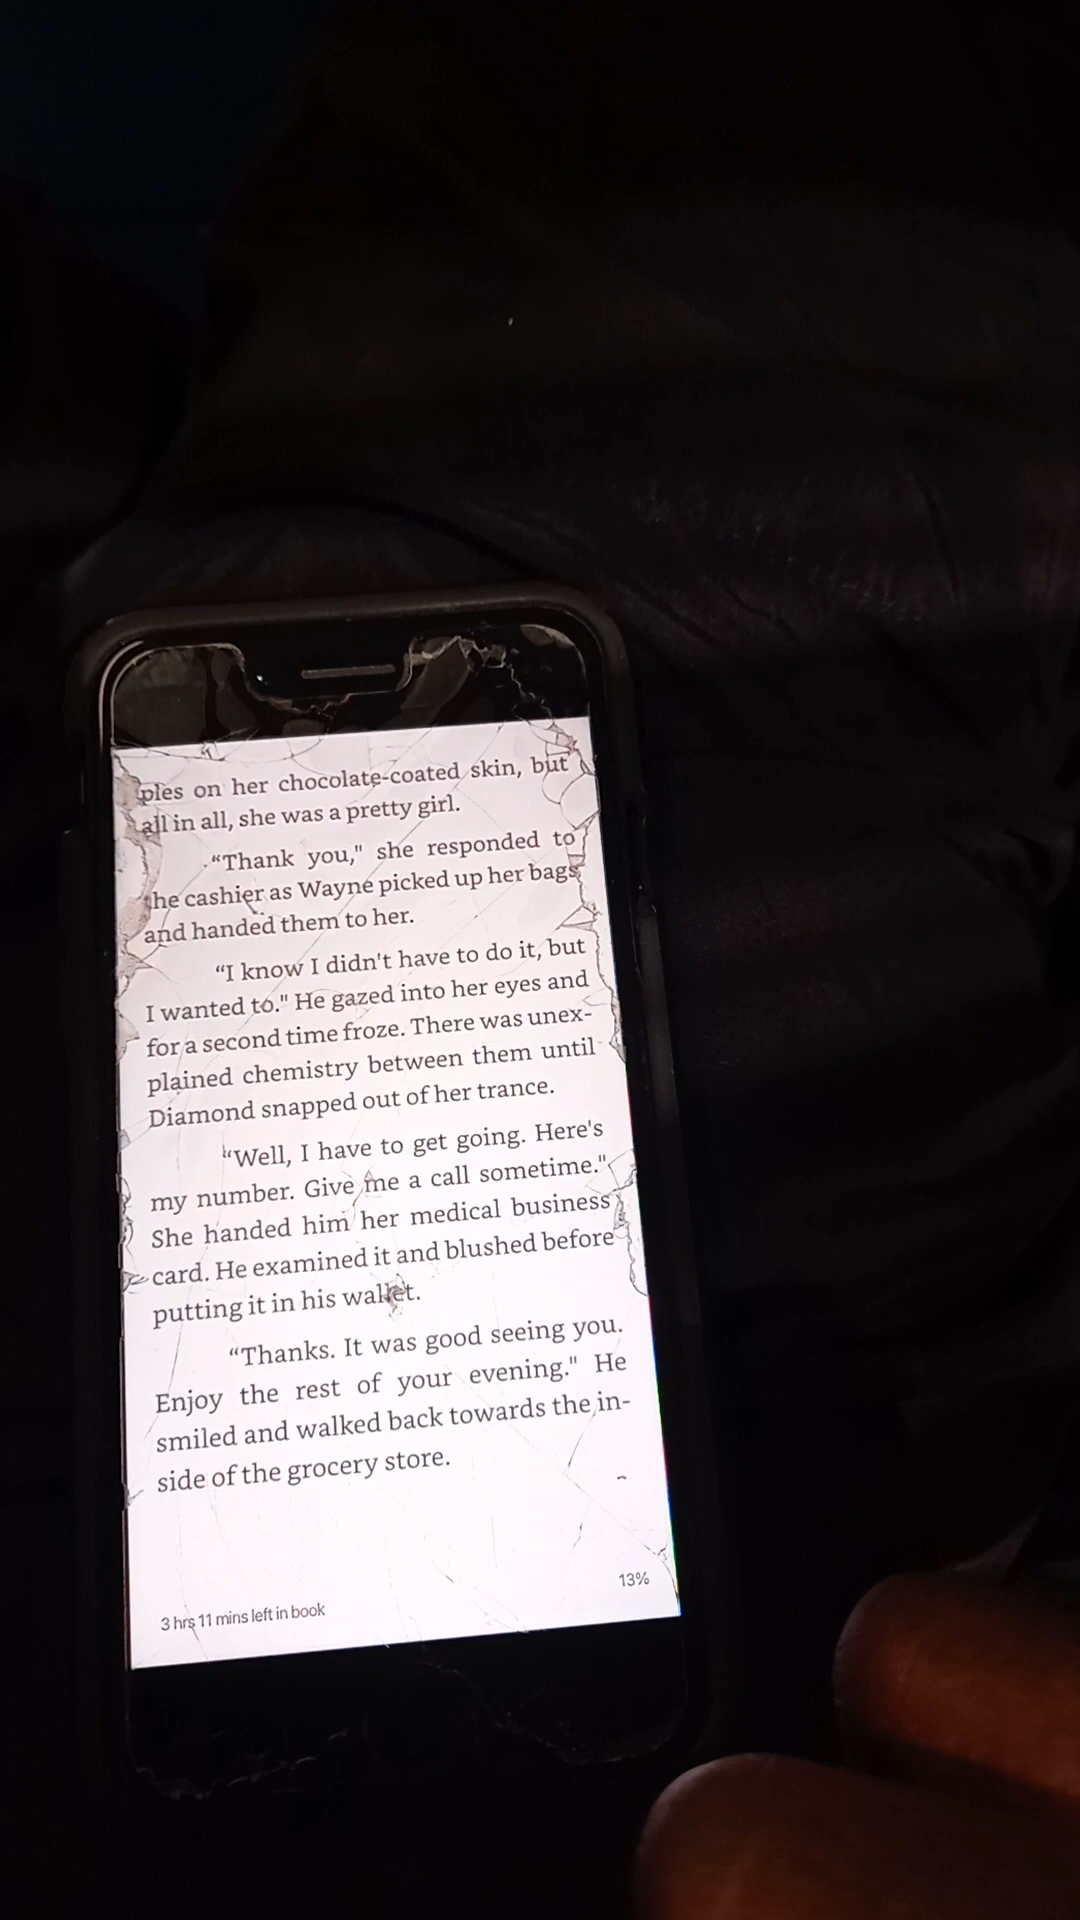 ples on her chocolate-coated skin, but
all in all, she was a pretty girl.
“Thank you," she responded to
the cashier as Wayne picked up her bags
and handed them to her.
“I know I didn't have to do it, but
I wanted to." He gazed into her eyes and
for a second time froze. There was unex-
plained chemistry between them until
Diamond snapped out of her trance.
“Well, I have to get going. Here's
my number. Give me a call sometime."
She handed him her medical business
card. He examined it and blushed before
putting it in his wallet.
“Thanks. It was good seeing you.
Enjoy the rest of your evening." He
smiled and walked back towards the in-
side of the grocery store.
13%
3 hrs 11 mins left in book